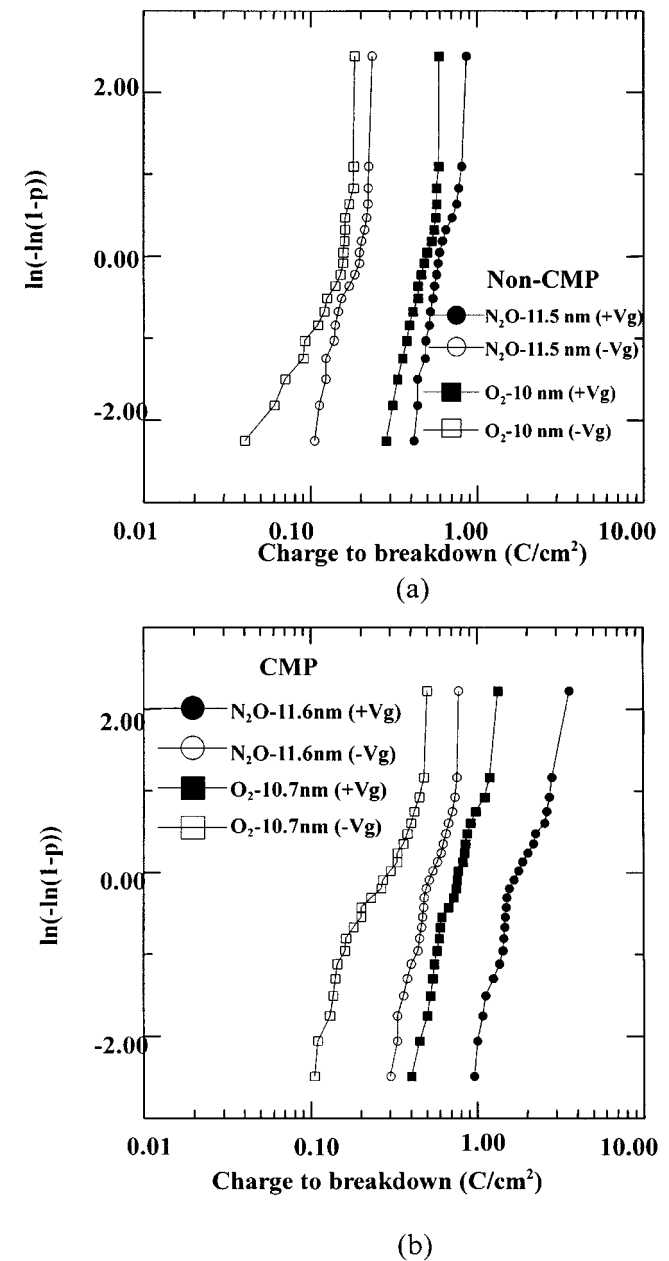 2.00
0.00
-2.00
ln(-ln(1-p))
Non-CMP
N₂O-11.5 nm (+Vg)
N₂O-11.5 nm (-Vg)
O₂-10 nm (+Vg)
O₂-10 nm (-Vg)
0.01 0.10 1.00 10.00
Charge to breakdown (C/cm²)
(a)
CMP
N₂O-11.6nm (+Vg)
N₂O-11.6nm (-Vg)
O₂-10.7nm (+Vg)
O₂-10.7nm (-Vg)
2.00
0.00
-2.00
ln(-ln(1-p))
0.01 0.10 1.00 10.00
Charge to breakdown (C/cm²)
(b)